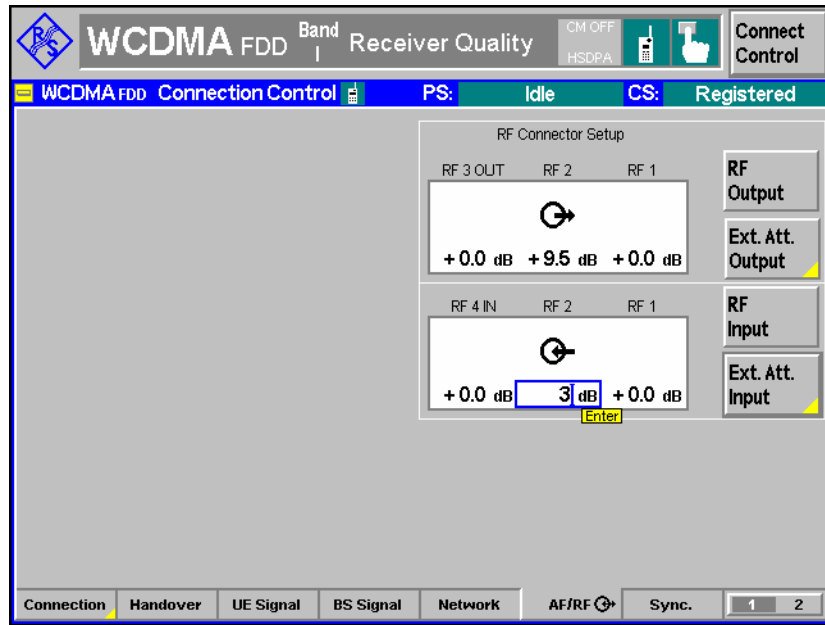 R&S WCDMA FDD Band I Receiver Quality CM OFF HSDPA Connect Control
WCDMA FDD Connection Control PS: Idle CS: Registered
RF Connector Setup
RF 3 OUT RF 2 RF 1
+ 0.0 dB + 9.5 dB + 0.0 dB
RF Output
Ext. Att. Output
RF 4 IN RF 2 RF 1
+ 0.0 dB 3 dB + 0.0 dB
Enter
RF Input
Ext. Att. Input
Connection Handover UE Signal BS Signal Network AF/RF Sync. 1 2